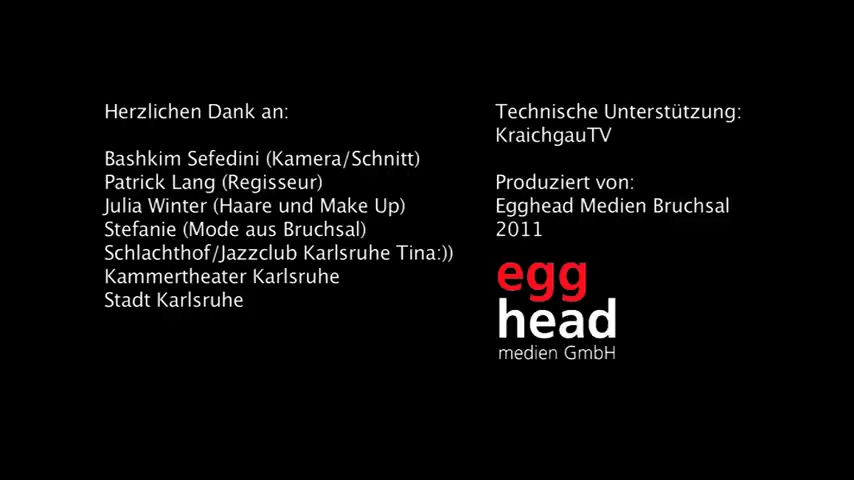 Herzlichen Dank an:
Bashkim Sefedini (Kamera/Schnitt)
Patrick Lang (Regisseur)
Julia Winter (Haare und Make Up)
Stefanie (Mode aus Bruchsal)
Schlachthof/Jazzclub Karlsruhe Tina:))
Kammertheater Karlsruhe
Stadt Karlsruhe
Technische Unterstützung:
KraichgauTV
Produziert von:
Egghead Medien Bruchsal
2011
egg
head
medien GmbH